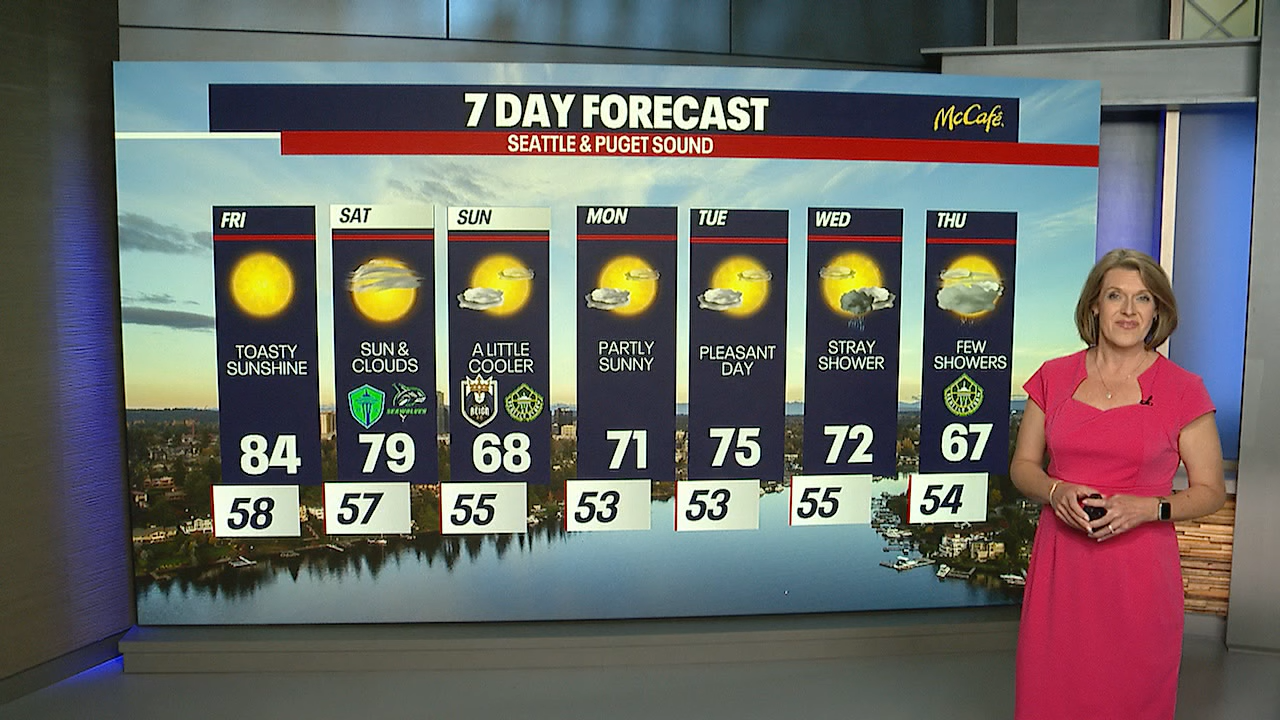 7 DAY FORECAST
McCafé
SEATTLE & PUGET SOUND
FRI
TOASTY
SUNSHINE
84
58
SAT
SUN &
CLOUDS
SEAWOLVES
79
57
SUN
A LITTLE
COOLER
REIGN
68
55
MON
PARTLY
SUNNY
71
53
TUE
PLEASANT
DAY
75
53
WED
STRAY
SHOWER
72
55
THU
FEW
SHOWERS
67
54